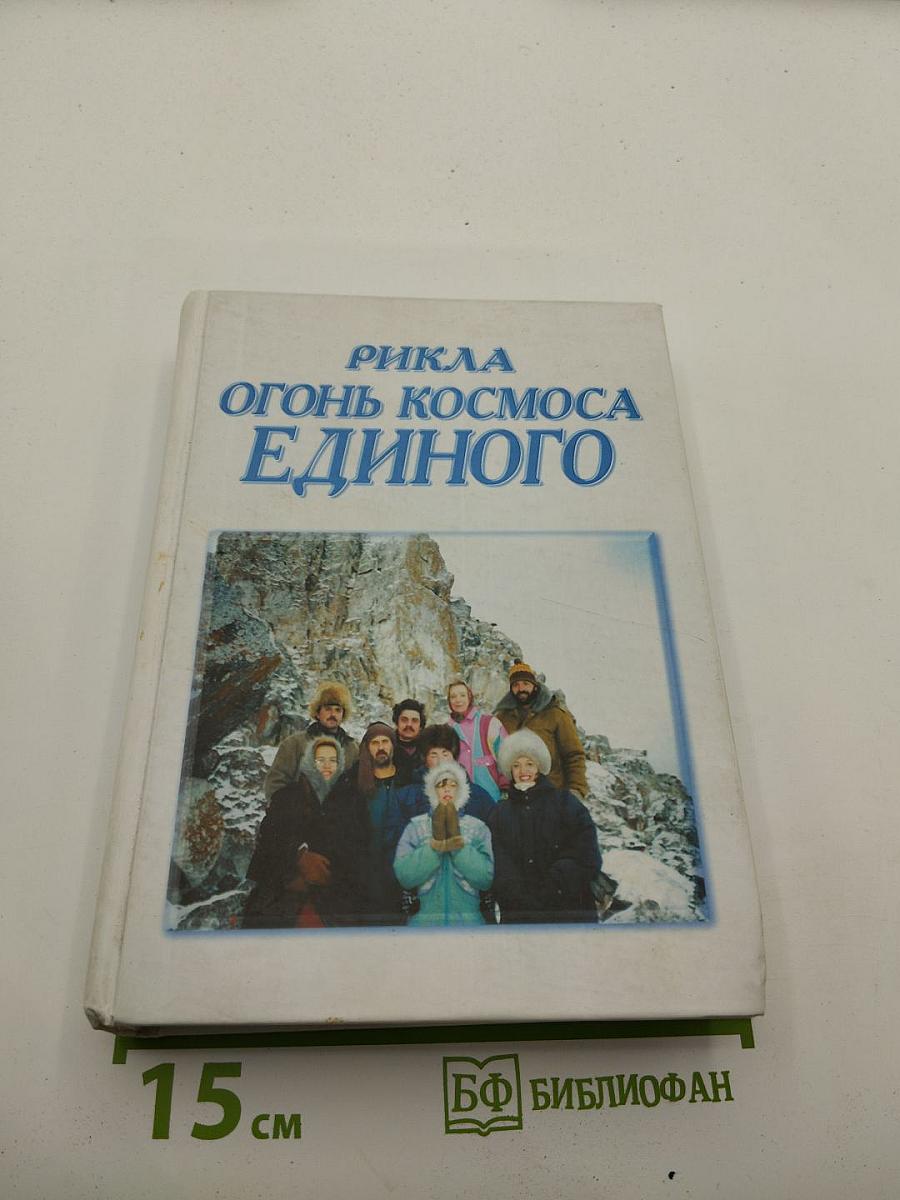 РИКЛА
ОГОНЬ КОСМОСА
ЕДИНОГО
15 см
БФ БИБЛИОФАН